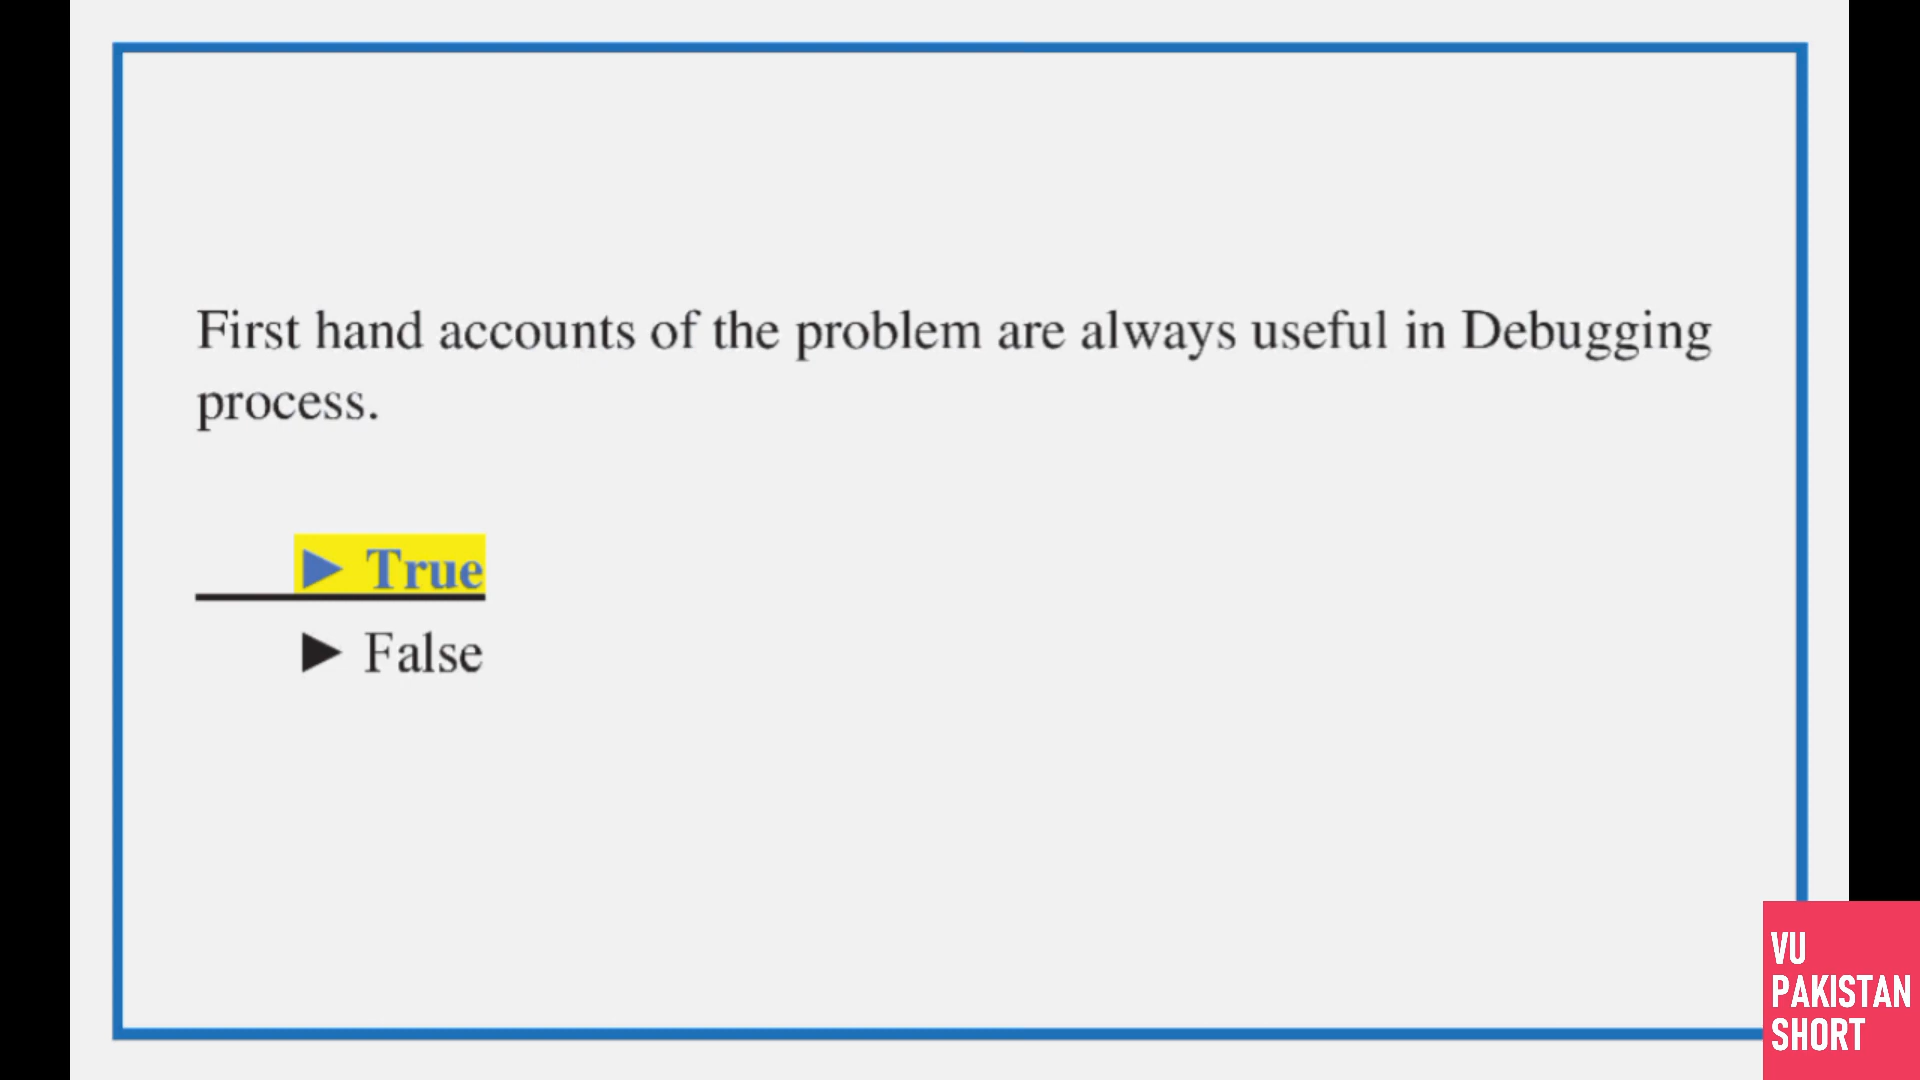 First hand accounts of the problem are always useful in Debugging
process.
► True
► False
VU
PAKISTAN
SHORT